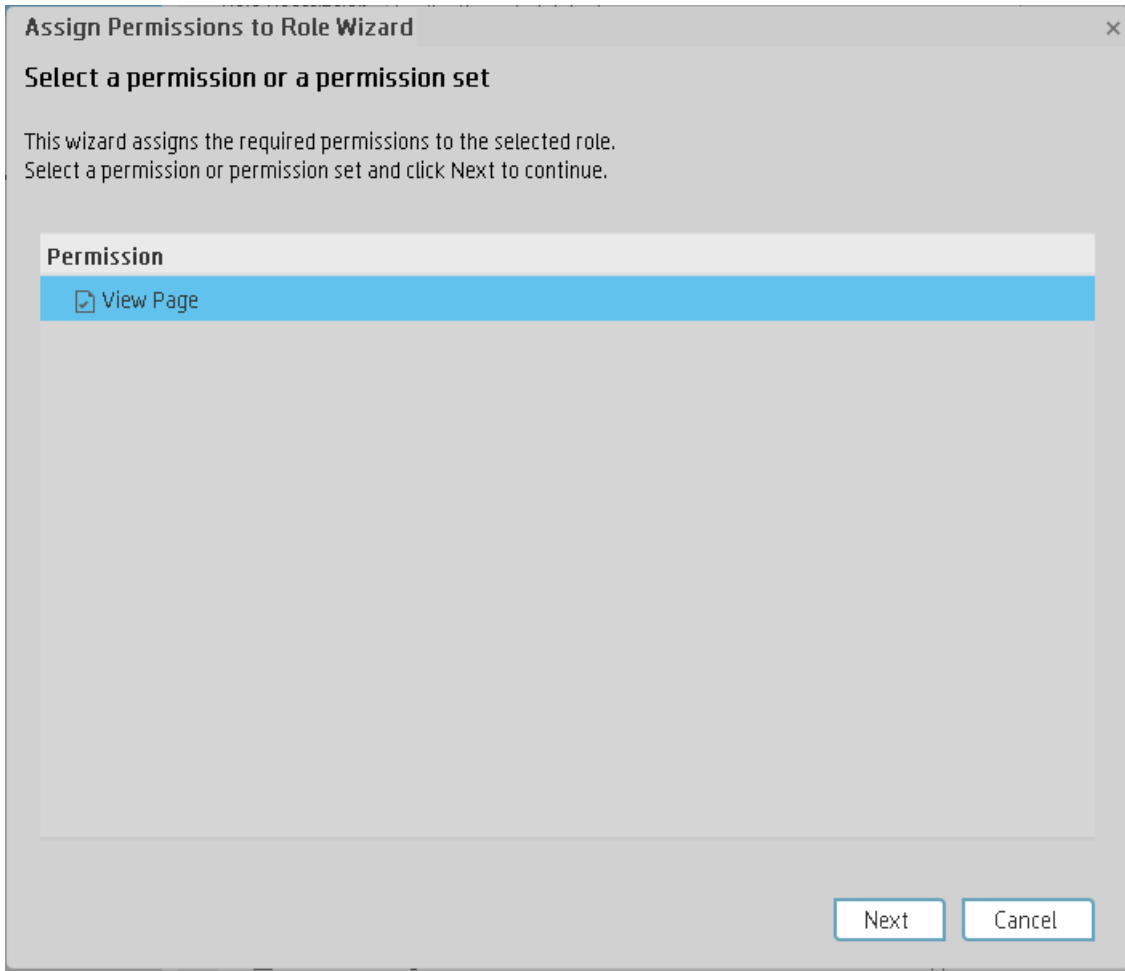 Assign Permissions to Role Wizard
Select a permission or a permission set
This wizard assigns the required permissions to the selected role.
Select a permission or permission set and click Next to continue.
Permission
View Page
Next
Cancel